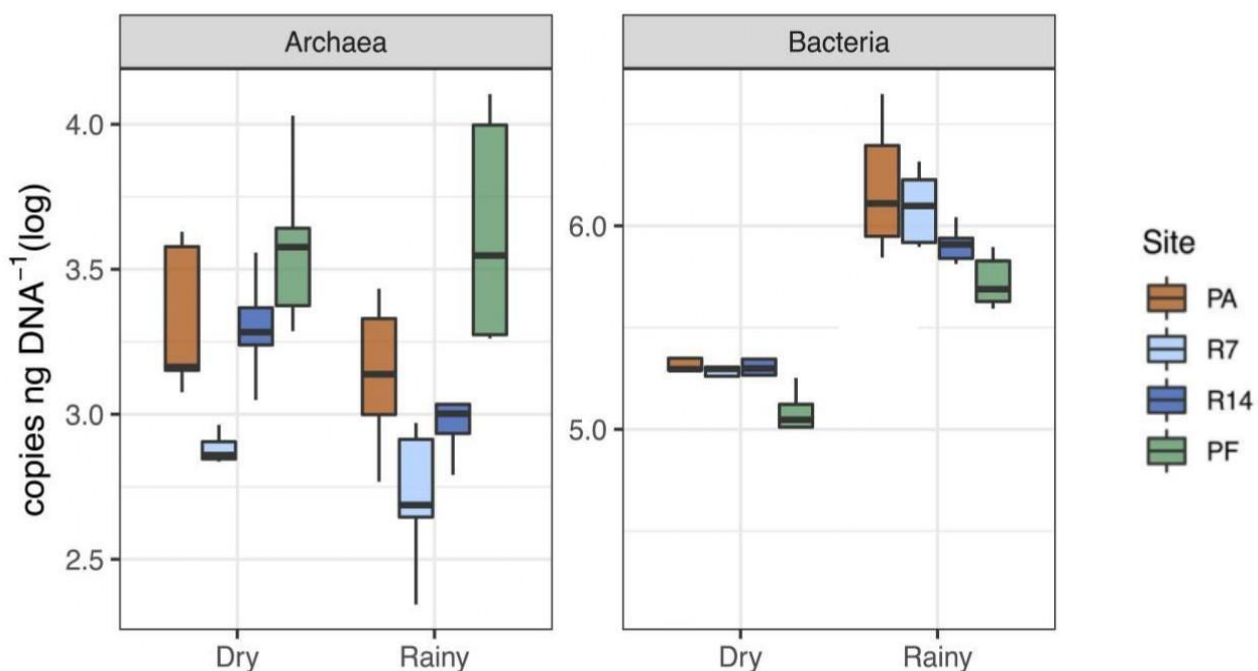 Archaea
Bacteria
copies ng DNA⁻¹(log)
4.0
3.5
3.0
2.5
6.0
5.0
Dry
Rainy
Dry
Rainy
Site
PA
R7
R14
PF